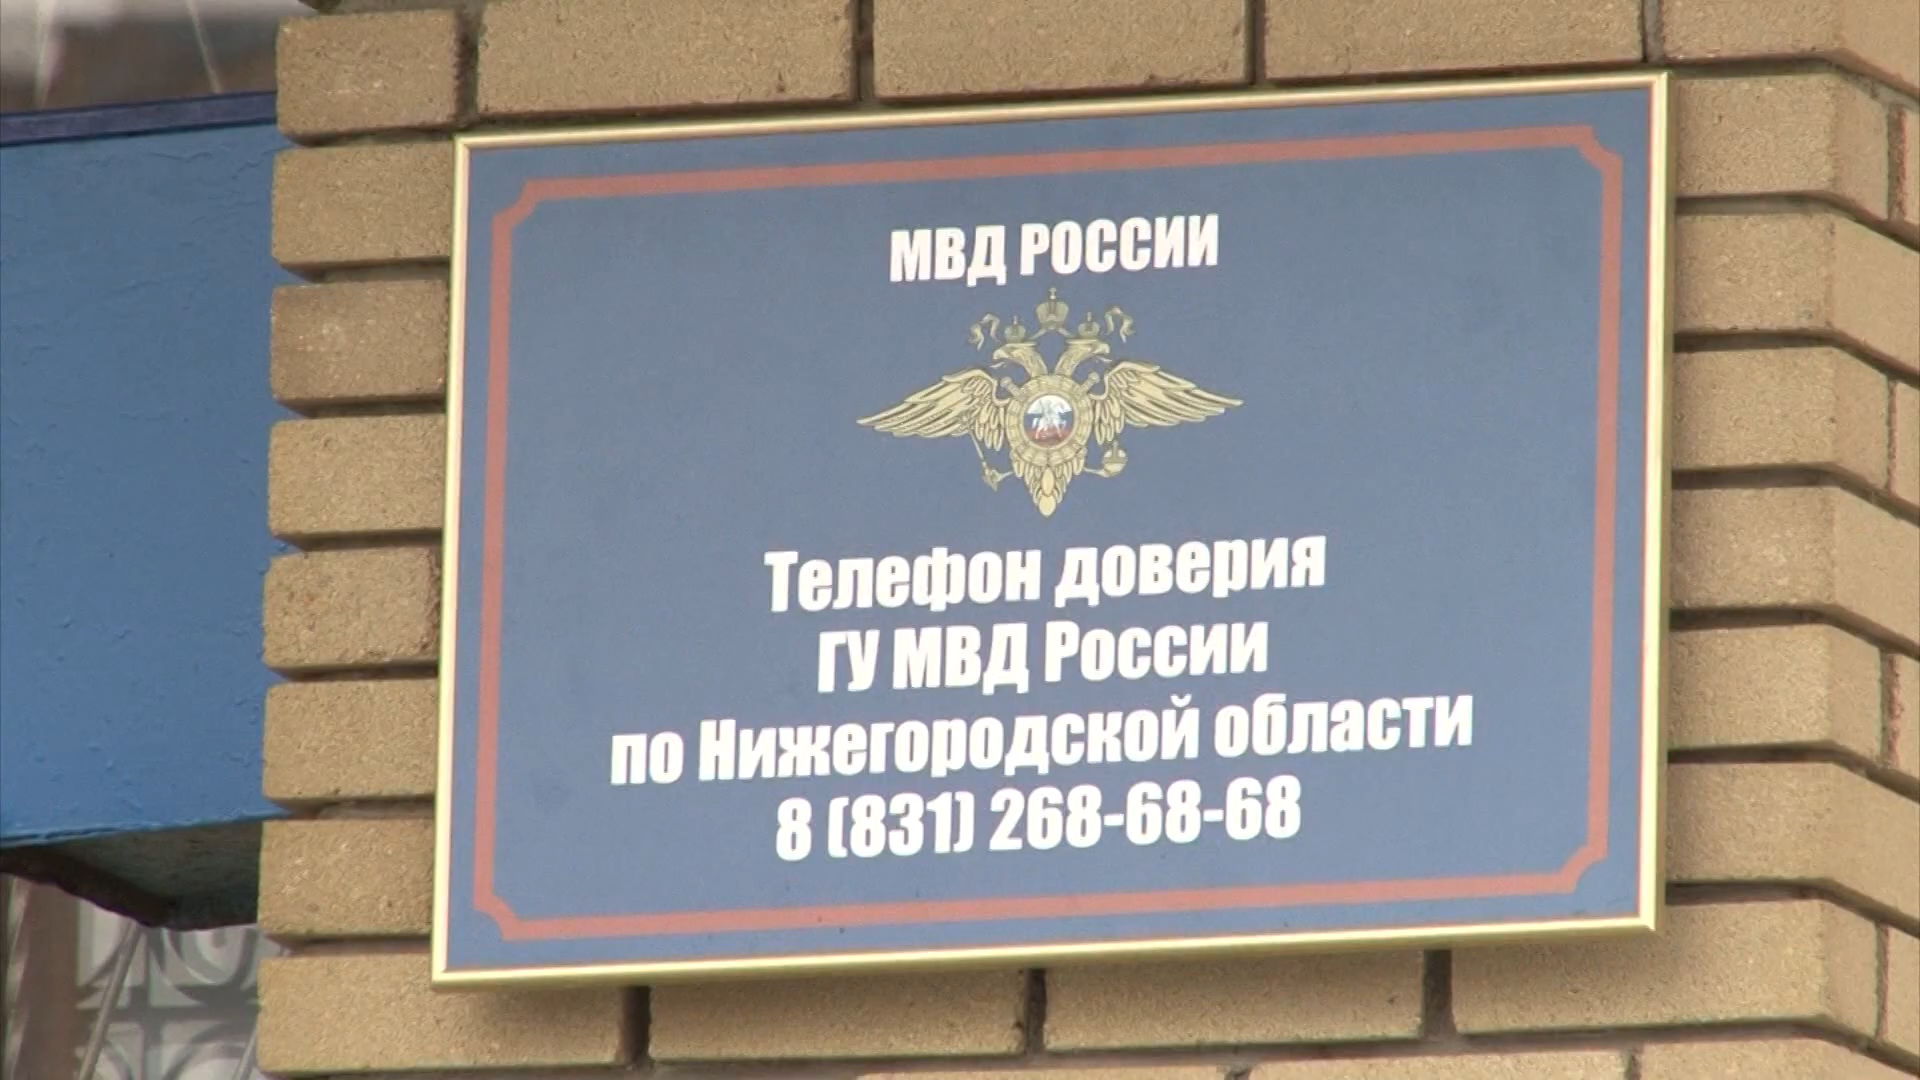 МВД РОССИИ
Телефон доверия
ГУ МВД России
по Нижегородской области
8 (831) 268-68-68